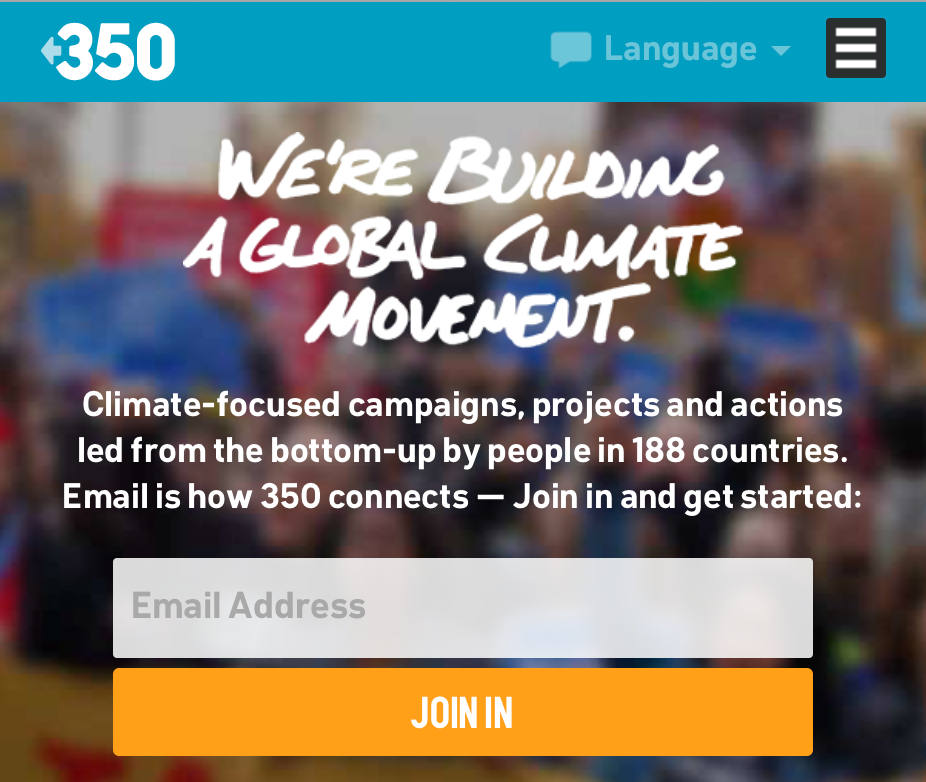 350
Language
We're Building
a Global Climate
Movement.
Climate-focused campaigns, projects and actions
led from the bottom-up by people in 188 countries.
Email is how 350 connects — Join in and get started:
Email Address
JOIN IN